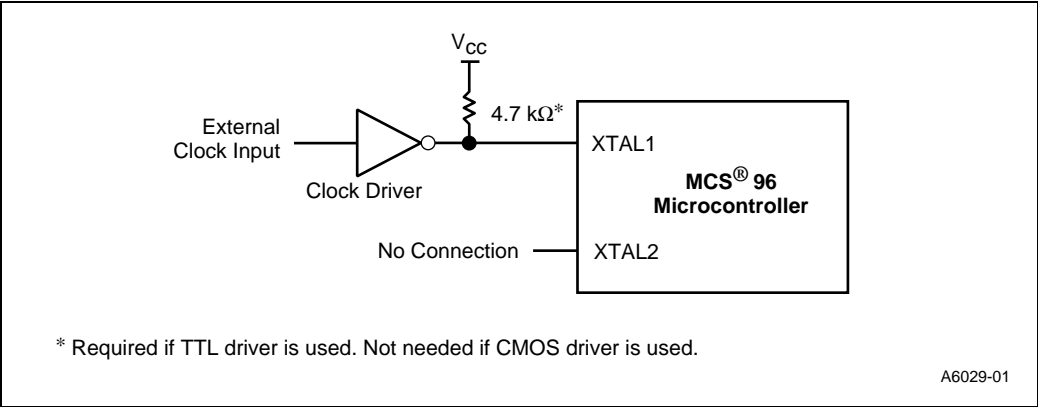 VCC
4.7 kΩ*
External
Clock Input
Clock Driver
XTAL1
MCS® 96
Microcontroller
No Connection
XTAL2
* Required if TTL driver is used. Not needed if CMOS driver is used.
A6029-01